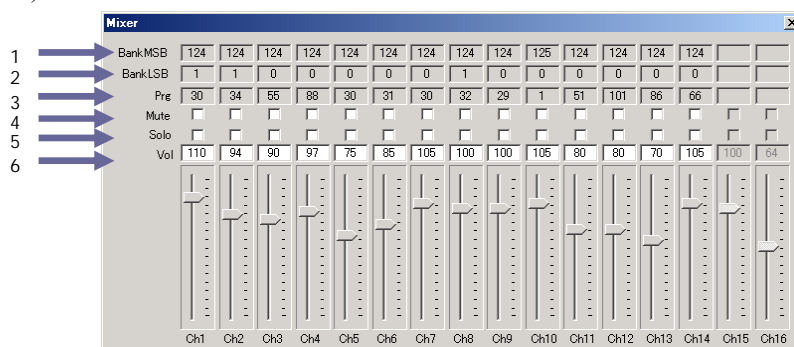 Mixer
1 BankMSB 124 124 124 124 124 124 124 124 124 125 124 124 124 124
2 BankLSB 1 1 0 0 0 0 0 1 0 0 0 0 0 0
3 Prg 30 34 55 88 30 31 30 32 29 1 51 101 86 66
4 Mute
5 Solo
6 Vol 110 94 90 97 75 85 105 100 100 105 80 80 70 105 100 64
Ch1 Ch2 Ch3 Ch4 Ch5 Ch6 Ch7 Ch8 Ch9 Ch10 Ch11 Ch12 Ch13 Ch14 Ch15 Ch16